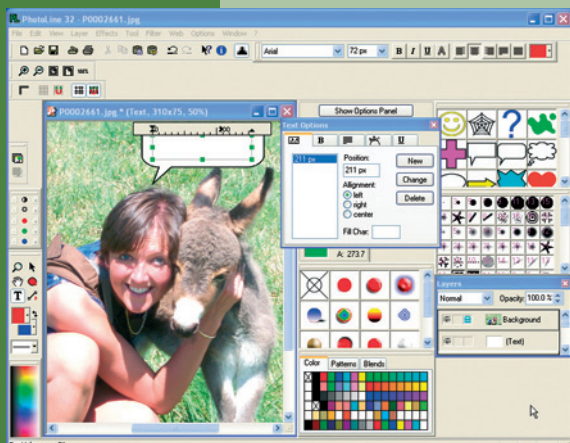 PhotoLine 32 - P0002661.jpg
File Edit View Layer Effects Tool Filter Web Options Window ?
Arial 72 px B I U A
100%
P0002661.jpg * (Text, 310x75, 50%)
Show Options Panel
Text Options
B U
211 px
Position:
211 px
New
Change
Delete
Allignment:
left
right
center
Fill Char:
A: 273.7
Layers
Normal Opacity: 100.0 %
Background
(Text)
Color Patterns Blends
T